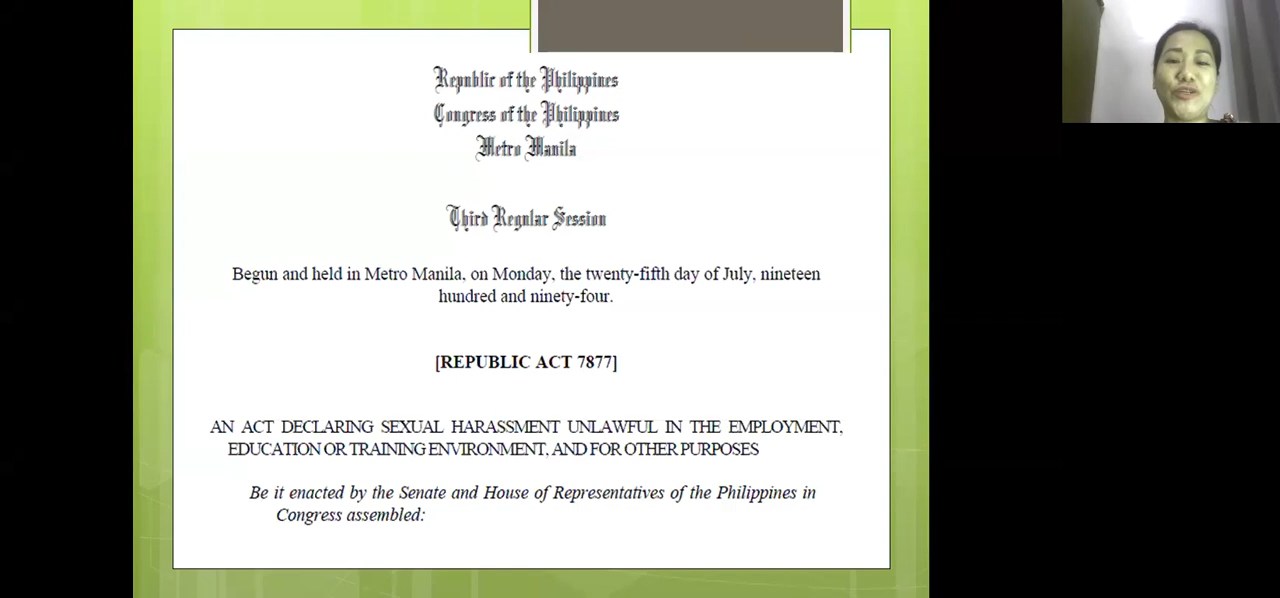 Republic of the Philippines
Congress of the Philippines
Metro Manila
Third Regular Session
Begun and held in Metro Manila, on Monday, the twenty-fifth day of July, nineteen
hundred and ninety-four.
[REPUBLIC ACT 7877]
AN ACT DECLARING SEXUAL HARASSMENT UNLAWFUL IN THE EMPLOYMENT,
EDUCATION OR TRAINING ENVIRONMENT, AND FOR OTHER PURPOSES
Be it enacted by the Senate and House of Representatives of the Philippines in
Congress assembled: